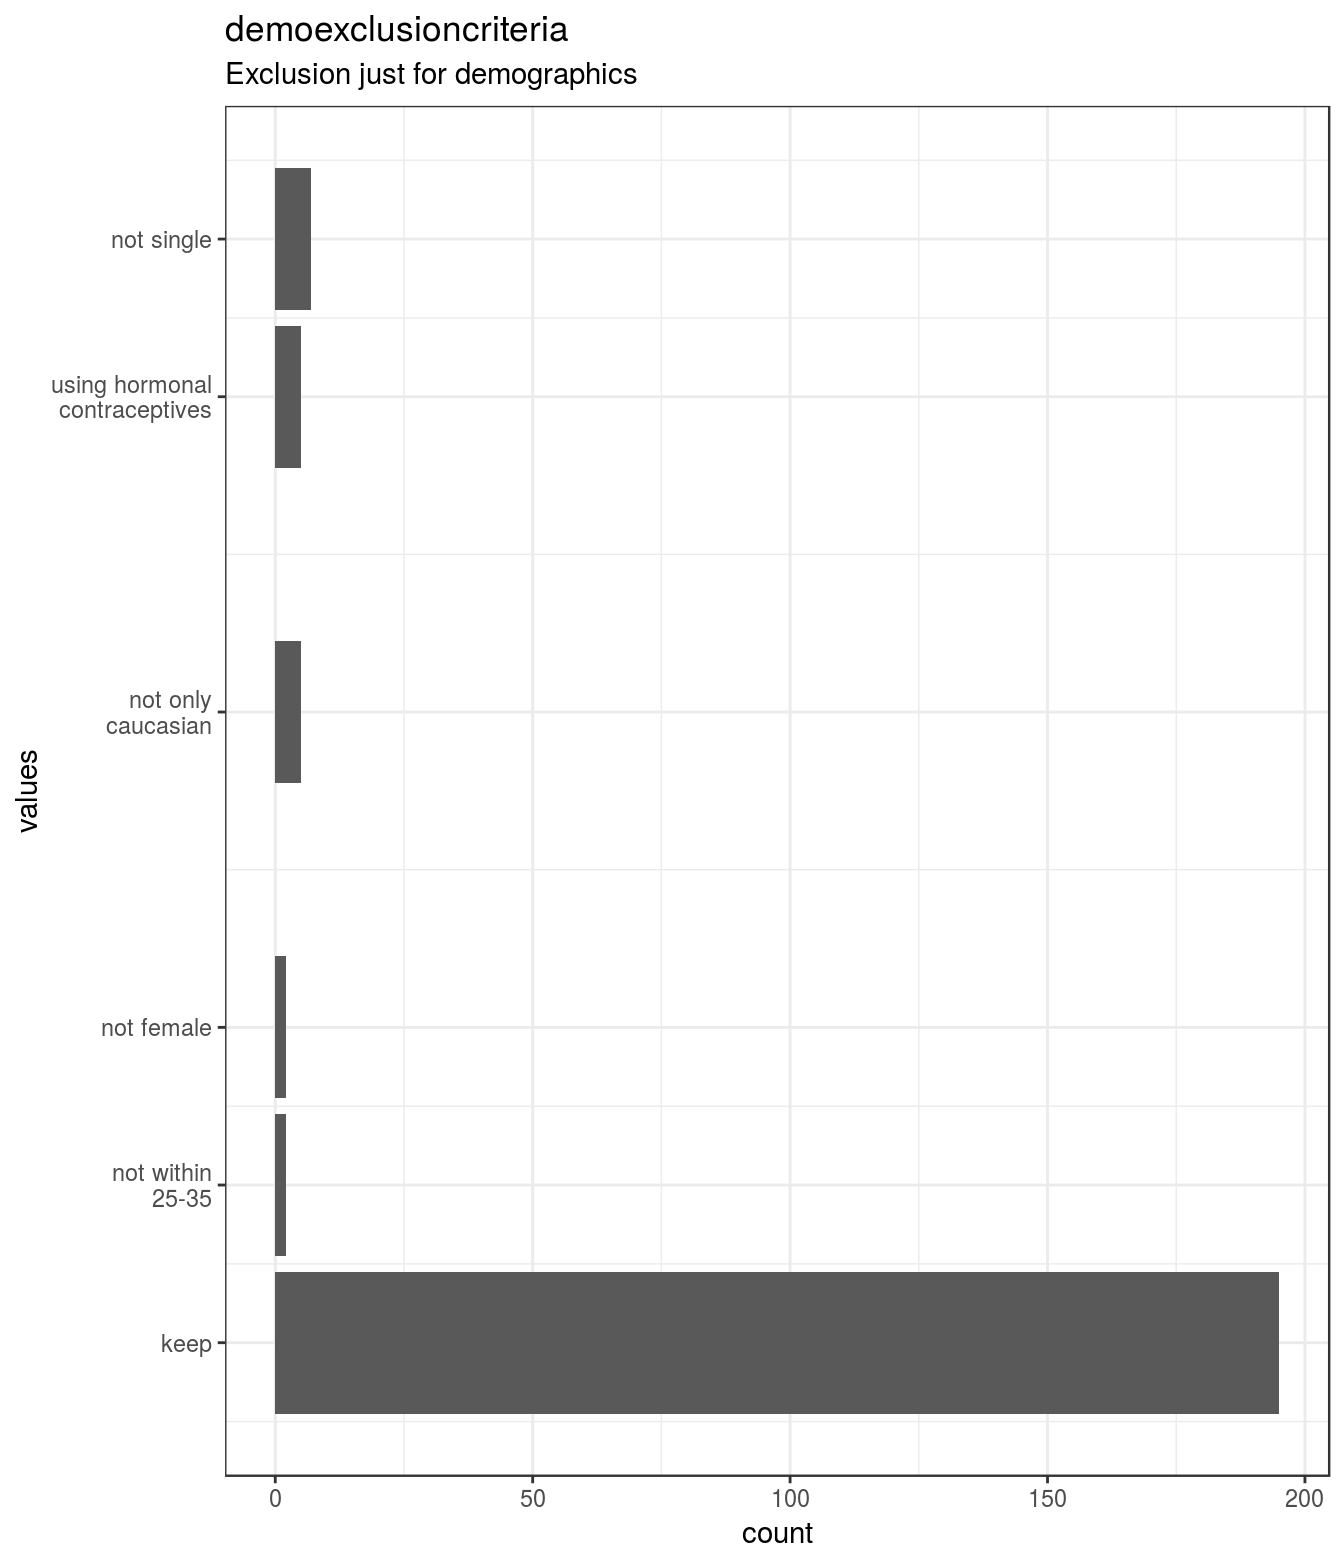 demoexclusioncriteria
Exclusion just for demographics
not single
using hormonal
contraceptives
not only
caucasian
not female
not within
25-35
keep
values
0 50 100 150 200
count